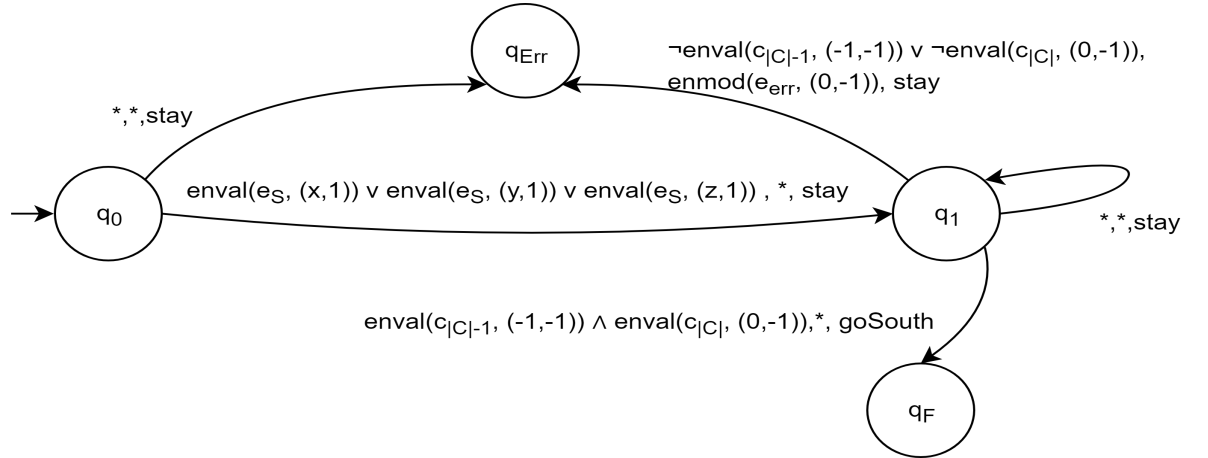 q_Err
¬enval(c_|C|-1, (-1,-1)) v ¬enval(c_|C|, (0,-1)),
enmod(e_err, (0,-1)), stay
*,*,stay
enval(e_S, (x,1)) v enval(e_S, (y,1)) v enval(e_S, (z,1)) , *, stay
q_0
q_1
*,*,stay
enval(c_|C|-1, (-1,-1)) ∧ enval(c_|C|, (0,-1)),*, goSouth
q_F